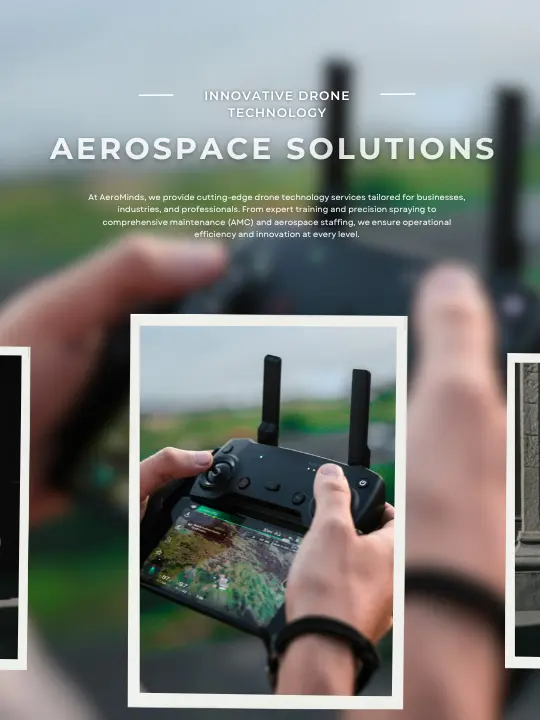 INNOVATIVE DRONE
TECHNOLOGY
AEROSPACE SOLUTIONS
At AeroMinds, we provide cutting-edge drone technology services tailored for businesses,
industries, and professionals. From expert training and precision spraying to
comprehensive maintenance (AMC) and aerospace staffing, we ensure operational
efficiency and innovation at every level.